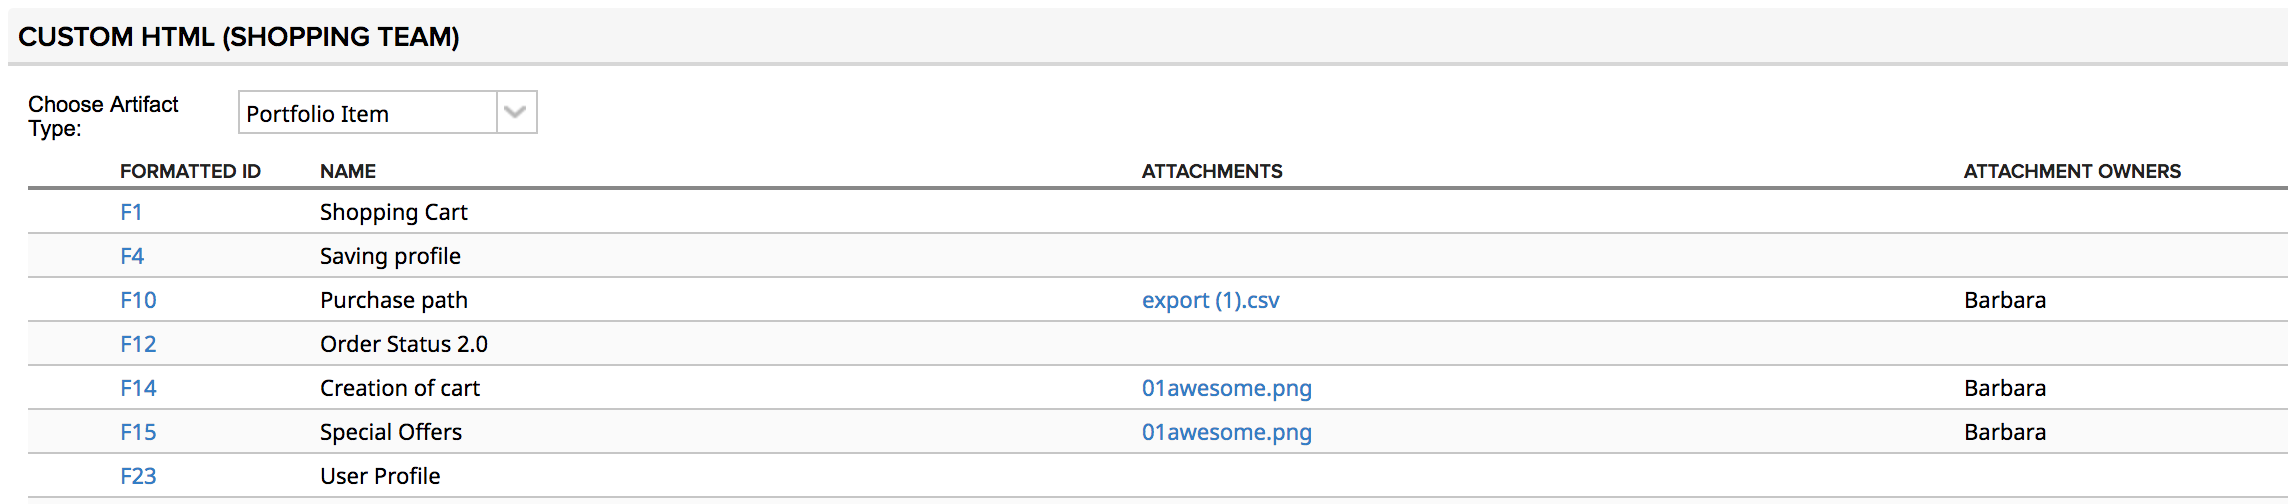 CUSTOM HTML (SHOPPING TEAM)
Choose Artifact
Type:
Portfolio Item
FORMATTED ID NAME ATTACHMENTS ATTACHMENT OWNERS
F1 Shopping Cart
F4 Saving profile
F10 Purchase path export (1).csv Barbara
F12 Order Status 2.0
F14 Creation of cart 01awesome.png Barbara
F15 Special Offers 01awesome.png Barbara
F23 User Profile